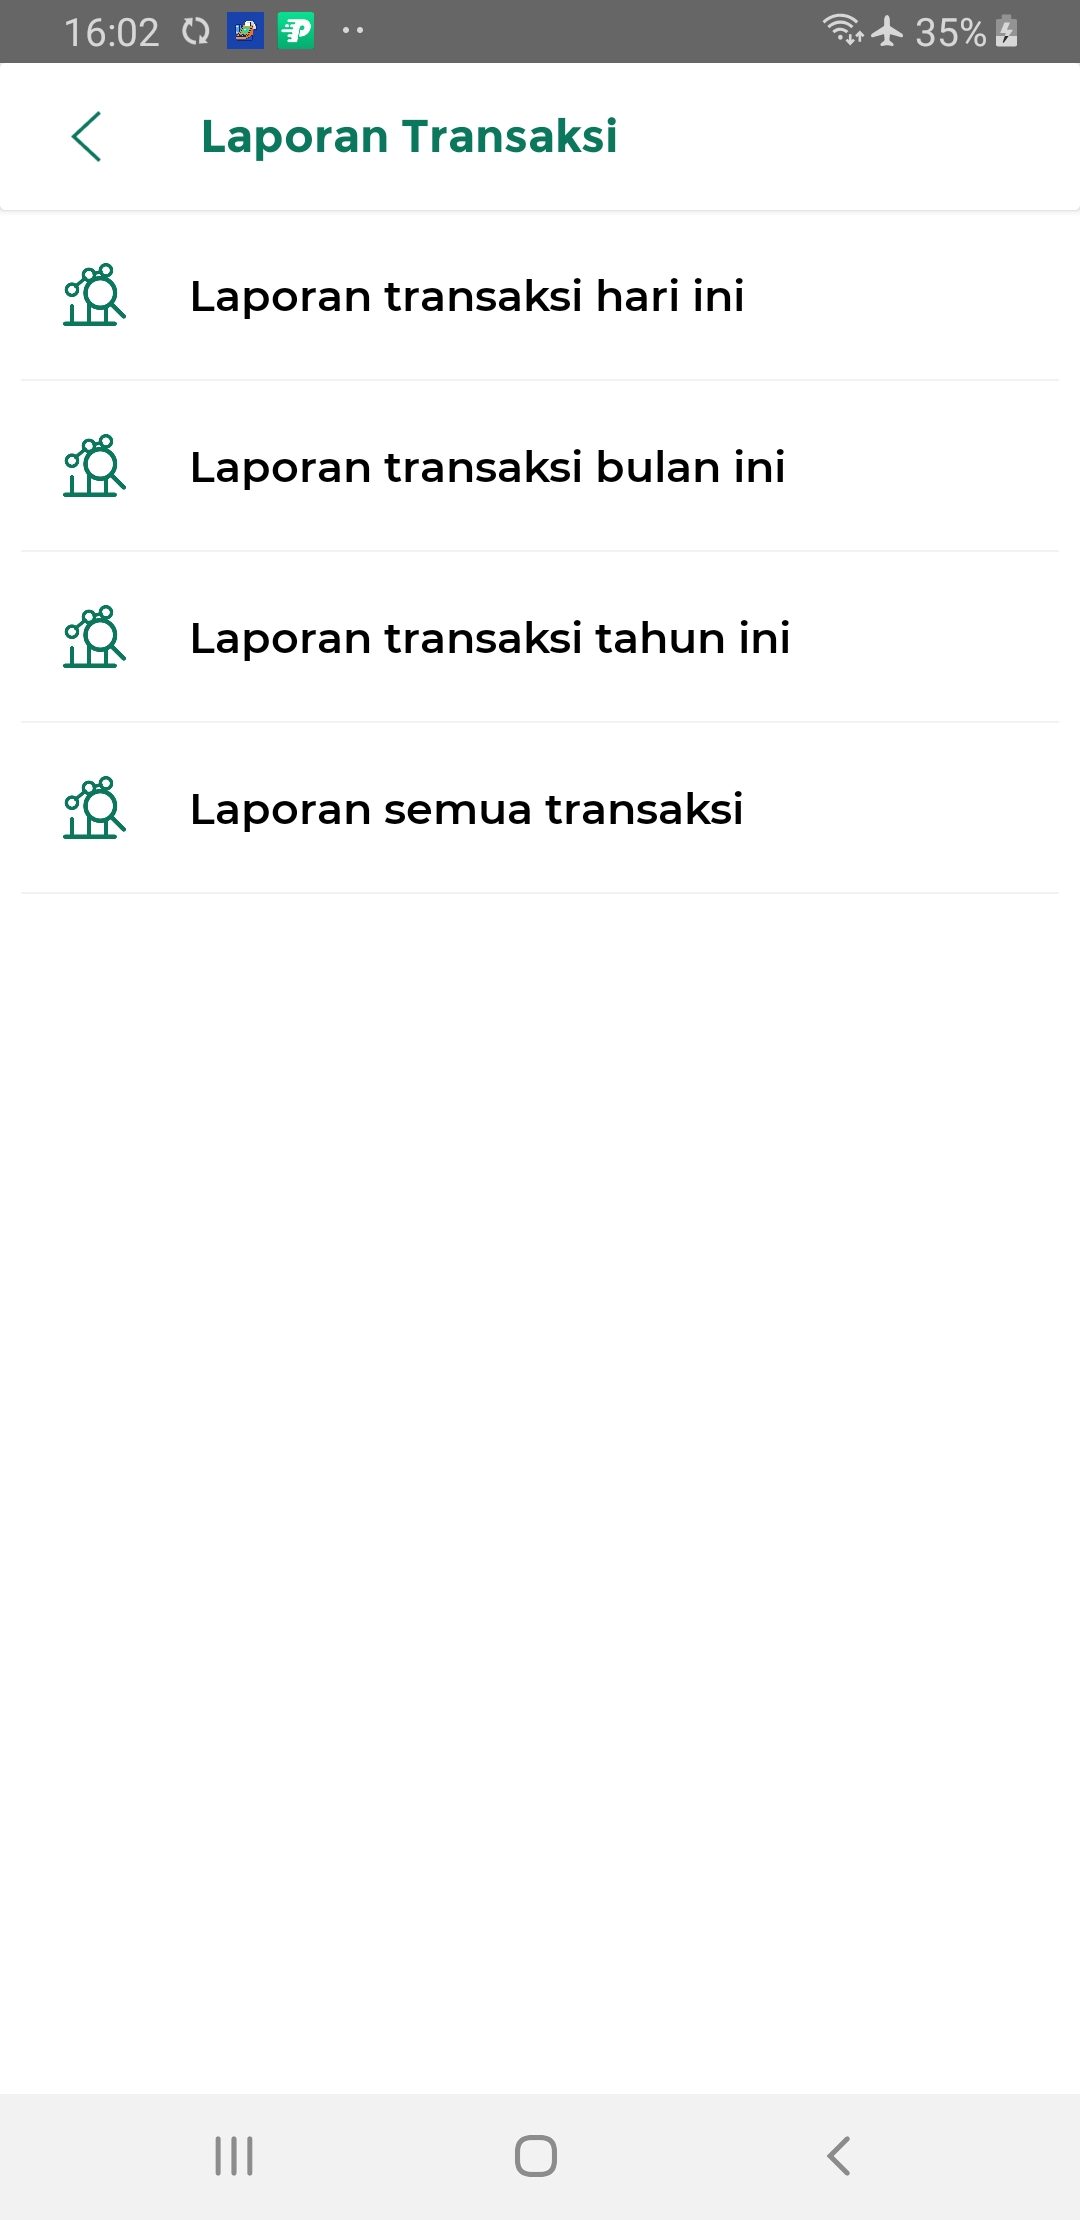 16:02
35%
Laporan Transaksi
Laporan transaksi hari ini
Laporan transaksi bulan ini
Laporan transaksi tahun ini
Laporan semua transaksi